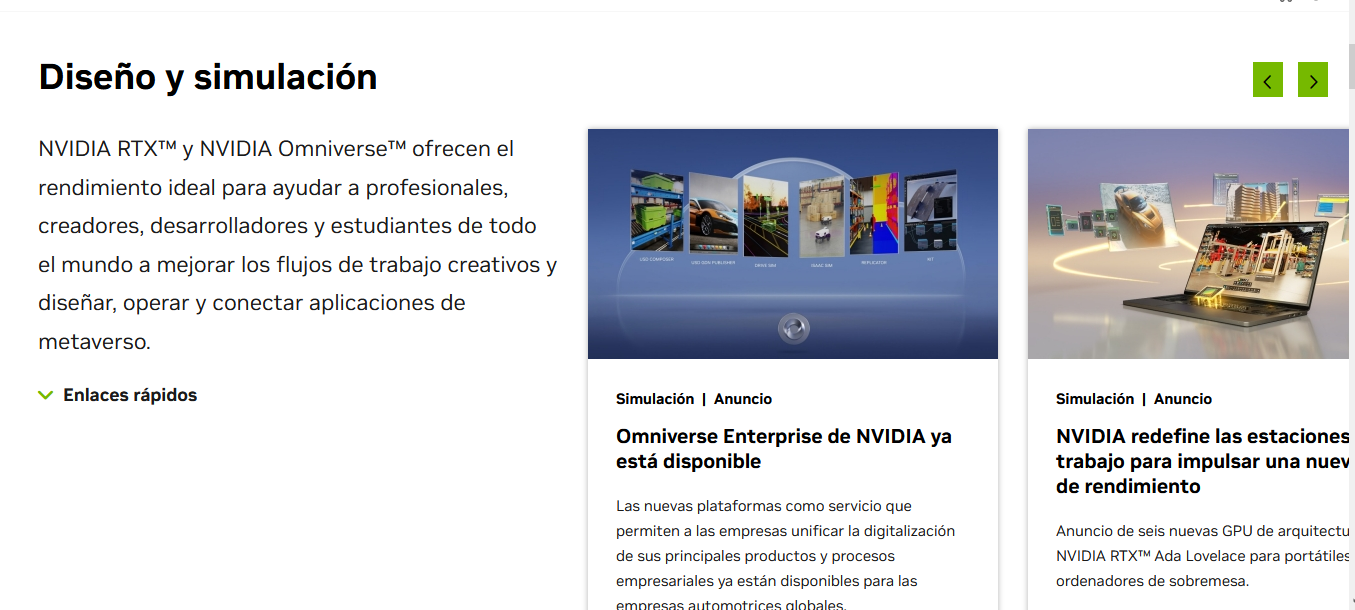 Diseño y simulación
NVIDIA RTX™ y NVIDIA Omniverse™ ofrecen el
rendimiento ideal para ayudar a profesionales,
creadores, desarrolladores y estudiantes de todo
el mundo a mejorar los flujos de trabajo creativos y
diseñar, operar y conectar aplicaciones de
metaverso.
Enlaces rápidos
USD COMPOSER
USD GDN PUBLISHER
DRIVE SIM
ISAAC SIM
REPLICATOR
KIT
Simulación | Anuncio
Omniverse Enterprise de NVIDIA ya
está disponible
Las nuevas plataformas como servicio que
permiten a las empresas unificar la digitalización
de sus principales productos y procesos
empresariales ya están disponibles para las
empresas automotrices globales.
Simulación | Anuncio
NVIDIA redefine las estaciones
trabajo para impulsar una nuev
de rendimiento
Anuncio de seis nuevas GPU de arquitectu
NVIDIA RTX™ Ada Lovelace para portátiles
ordenadores de sobremesa.